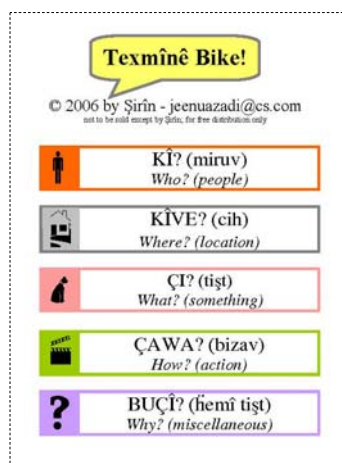 Texmînê Bike!
© 2006 by Şirîn - jeenuazadi@cs.com
not to be sold except by Şirîn, for free distribution only
KÎ? (miruv)
Who? (people)
KÎVE? (cih)
Where? (location)
ÇI? (tişt)
What? (something)
ÇAWA? (bizav)
How? (action)
BUÇÎ? (ḧemî tişt)
Why? (miscellaneous)